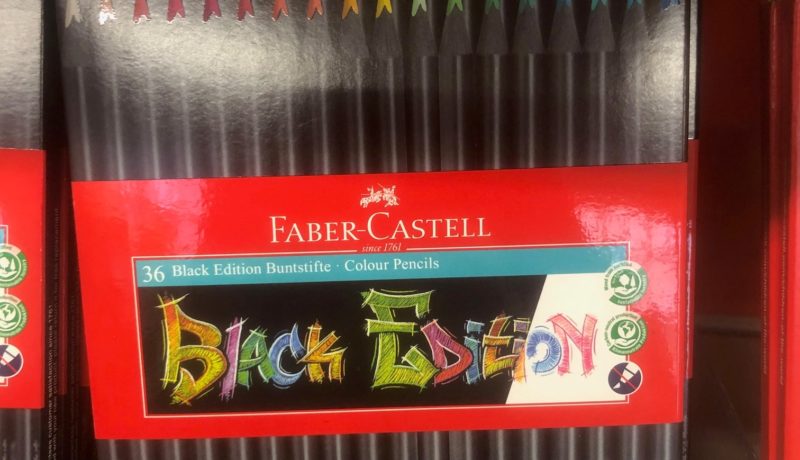 FABER-CASTELL
since 1761
36 Black Edition Buntstifte · Colour Pencils
Black Edition